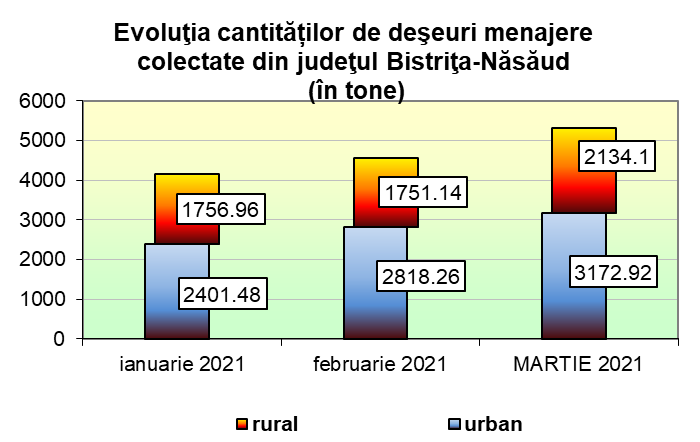 Evoluţia cantităților de deşeuri menajere
colectate din judeţul Bistriţa-Năsăud
(în tone)
6000
5000
4000
3000
2000
1000
0
1756.96
1751.14
2134.1
2401.48
2818.26
3172.92
ianuarie 2021
februarie 2021
MARTIE 2021
rural
urban